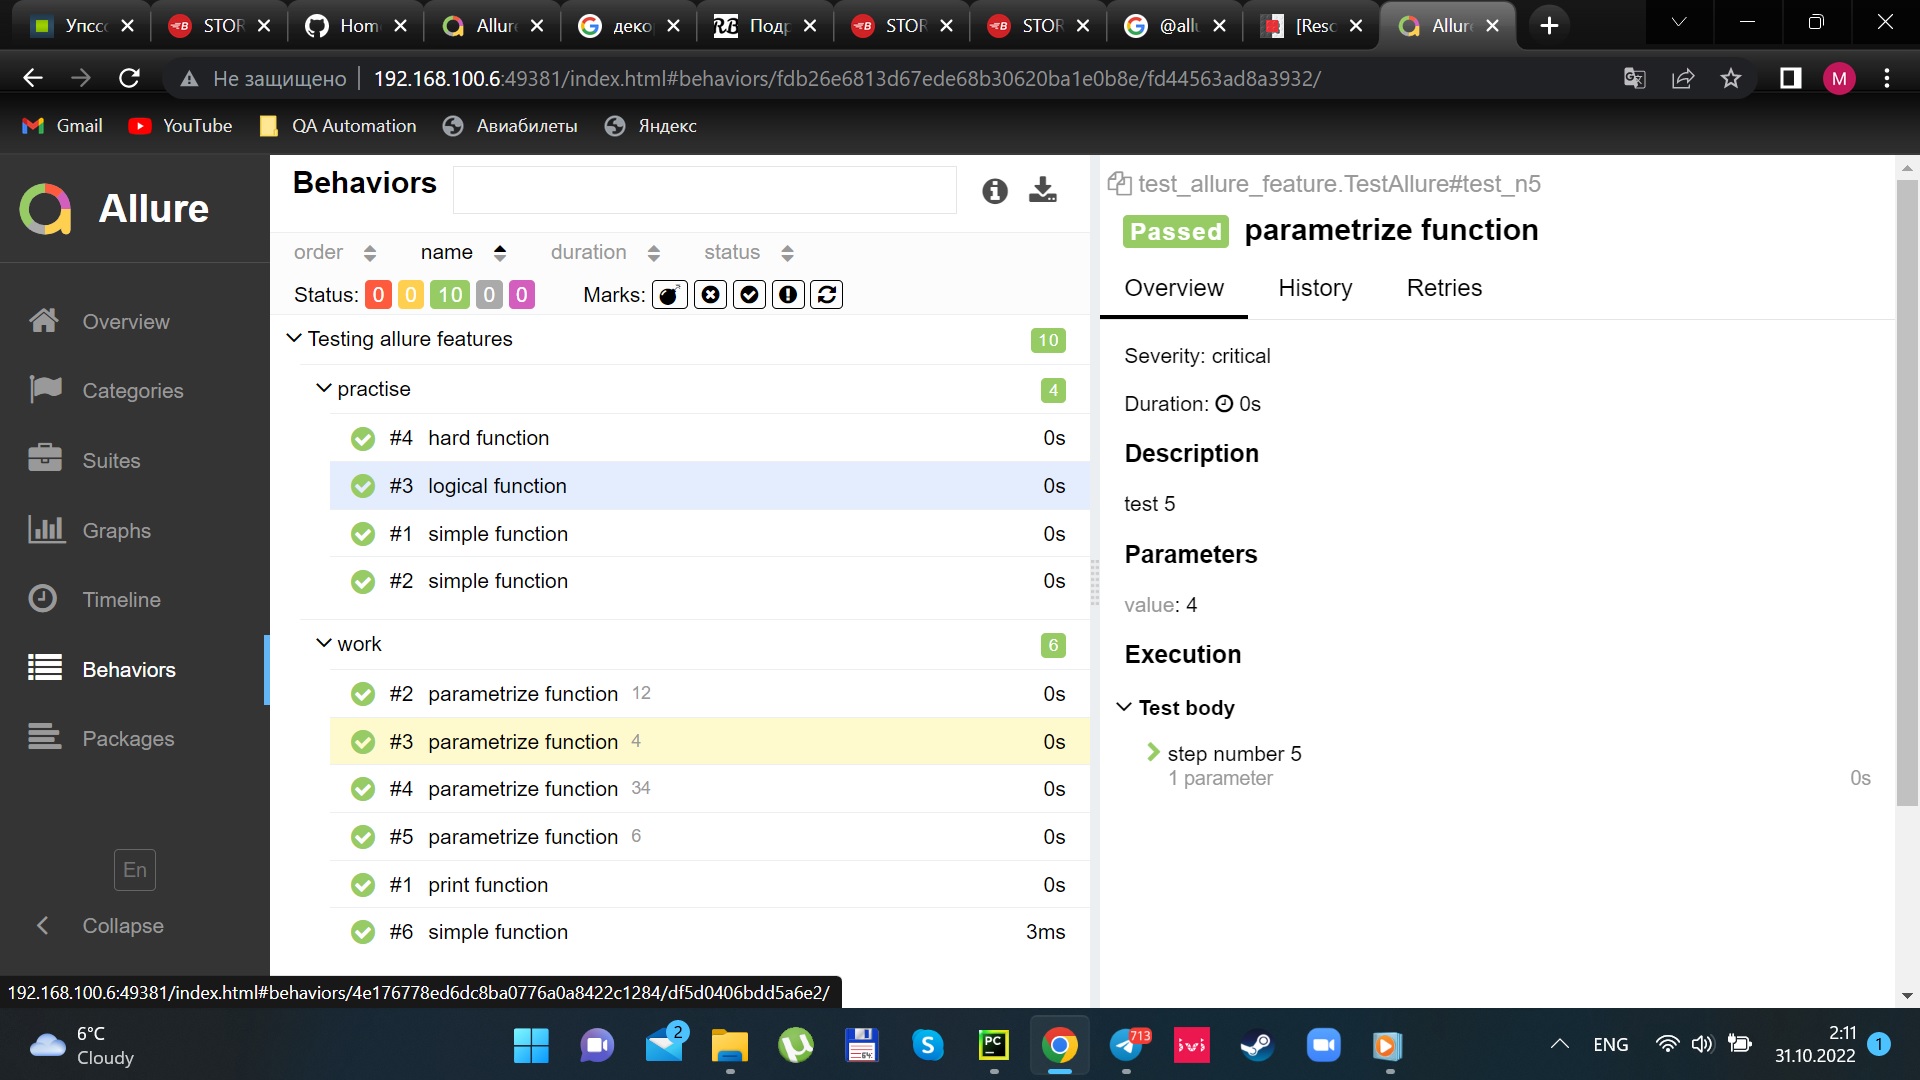 Упссс
STOR
Hom
Allure
деко
Подр
STOR
STOR
@allu
[Reso
Allure
Не защищено 192.168.100.6:49381/index.html#behaviors/fdb26e6813d67ede68b30620ba1e0b8e/fd44563ad8a3932/
M
Gmail
YouTube
QA Automation
Авиабилеты
Яндекс
Allure
Overview
Categories
Suites
Graphs
Timeline
Behaviors
Packages
En
Collapse
Behaviors
order name duration status
Status: 0 0 10 0 0 Marks:
Testing allure features 10
practise 4
#4 hard function 0s
#3 logical function 0s
#1 simple function 0s
#2 simple function 0s
work 6
#2 parametrize function 12 0s
#3 parametrize function 4 0s
#4 parametrize function 34 0s
#5 parametrize function 6 0s
#1 print function 0s
#6 simple function 3ms
test_allure_feature.TestAllure#test_n5
Passed parametrize function
Overview History Retries
Severity: critical
Duration: 0s
Description
test 5
Parameters
value: 4
Execution
Test body
step number 5
1 parameter 0s
192.168.100.6:49381/index.html#behaviors/4e176778ed6dc8ba0776a0a8422c1284/df5d0406bdd5a6e2/
6°C
Cloudy
2
64
S
PC
713
ENG
2:11
31.10.2022
1